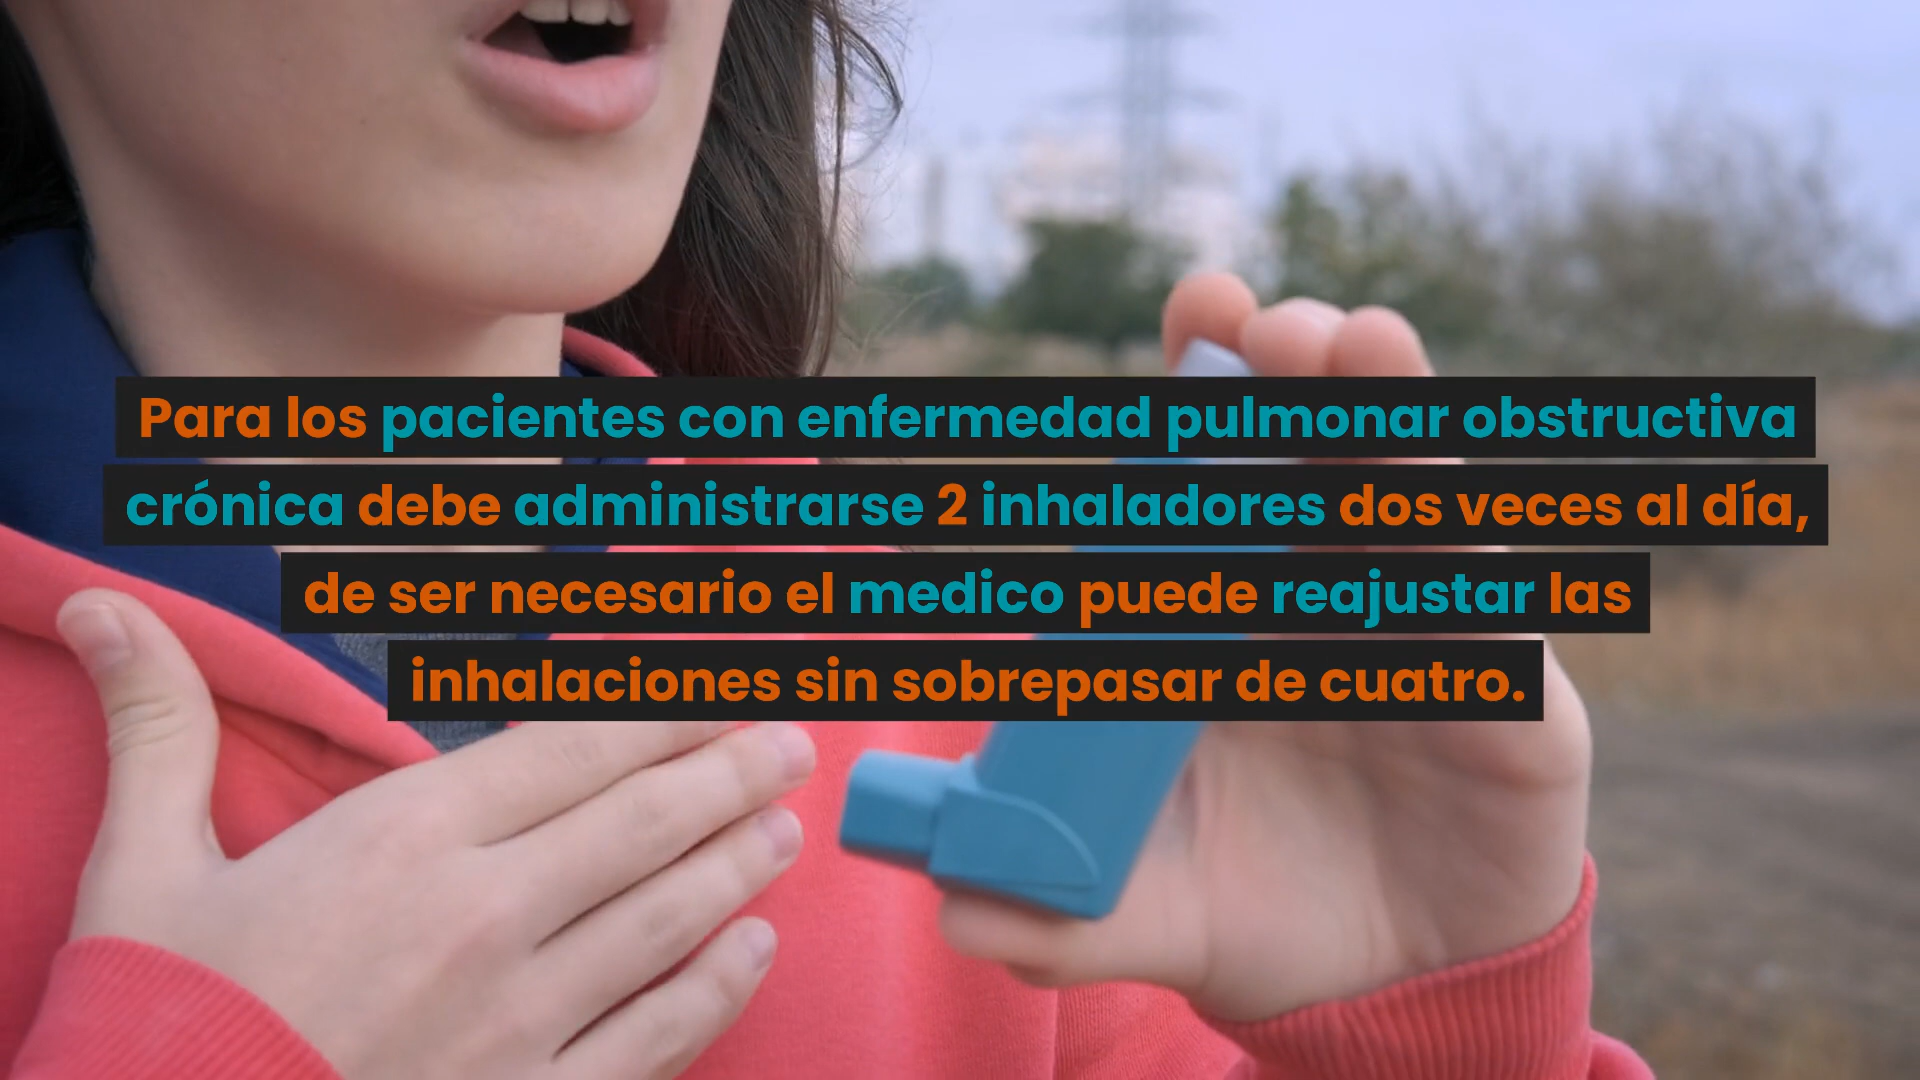 Para los pacientes con enfermedad pulmonar obstructiva
crónica debe administrarse 2 inhaladores dos veces al día,
de ser necesario el medico puede reajustar las
inhalaciones sin sobrepasar de cuatro.